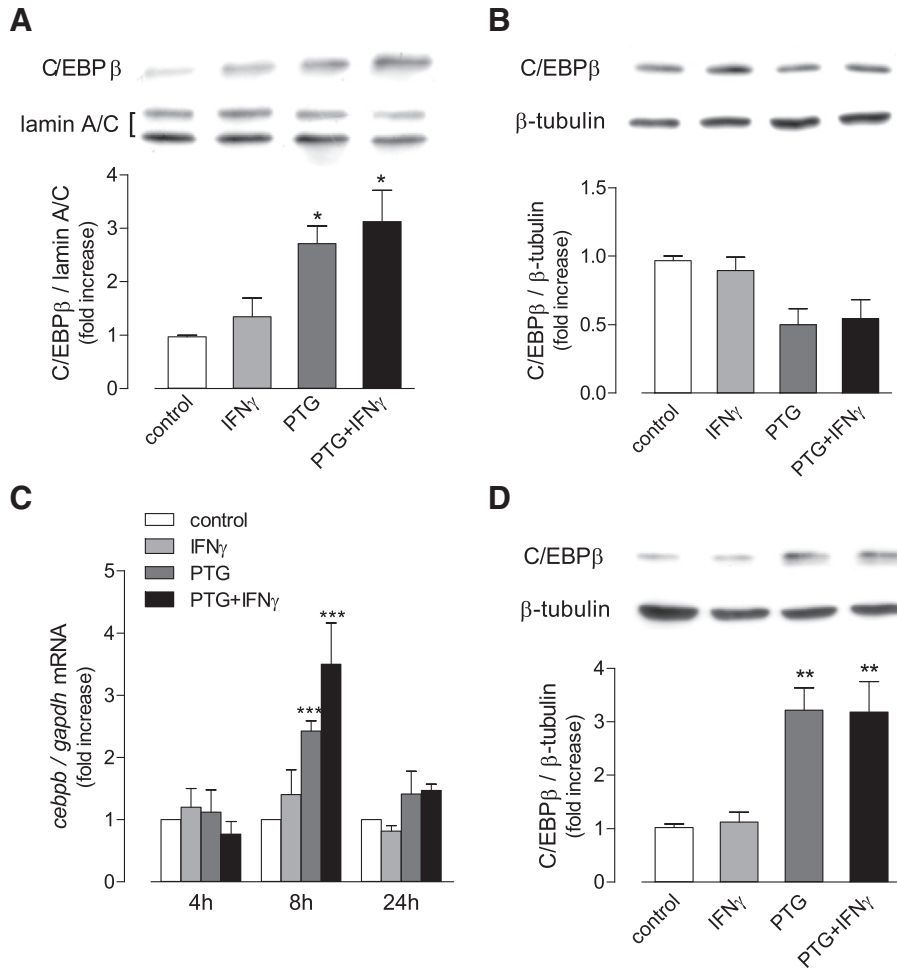 A
C/EBPβ
lamin A/C [
C/EBPβ / lamin A/C
(fold increase)
4
3
2
1
0
*
*
control
IFNγ
PTG
PTG+IFNγ
B
C/EBPβ
β-tubulin
C/EBPβ / β-tubulin
(fold increase)
1.5
1.0
0.5
0.0
control
IFNγ
PTG
PTG+IFNγ
C
control
IFNγ
PTG
PTG+IFNγ
cebpb / gapdh mRNA
(fold increase)
5
4
3
2
1
0
***
***
4h
8h
24h
D
C/EBPβ
β-tubulin
C/EBPβ / β-tubulin
(fold increase)
4
3
2
1
0
**
**
control
IFNγ
PTG
PTG+IFNγ